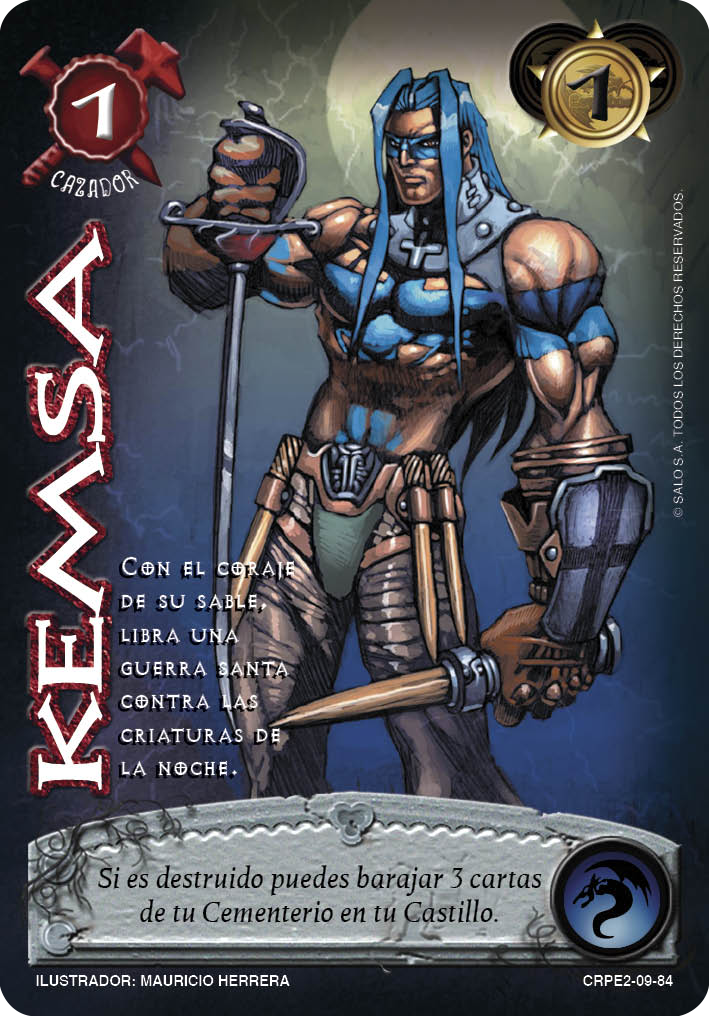 1
CAZADOR
1
KEMSA
© SALO S.A. TODOS LOS DERECHOS RESERVADOS.
CON EL CORAJE
DE SU SABLE,
LIBRA UNA
GUERRA SANTA
CONTRA LAS
CRIATURAS DE
LA NOCHE.
Si es destruido puedes barajar 3 cartas
de tu Cementerio en tu Castillo.
ILUSTRADOR: MAURICIO HERRERA
CRPE2-09-84